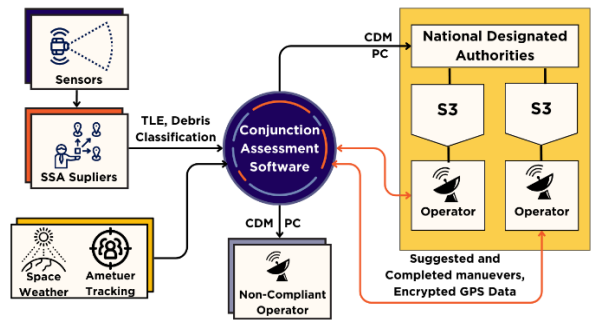 Sensors
SSA Supliers
TLE, Debris
Classification
Space
Weather
Ametuer
Tracking
Conjunction
Assessment
Software
CDM
PC
CDM PC
Non-Compliant
Operator
National Designated
Authorities
S3
S3
Operator
Operator
Suggested and
Completed manuevers,
Encrypted GPS Data